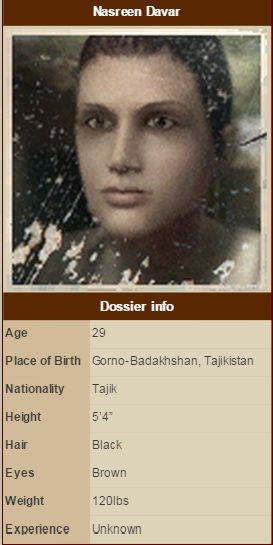 Nasreen Davar
Dossier info
Age 29
Place of Birth Gorno-Badakhshan, Tajikistan
Nationality Tajik
Height 5’4”
Hair Black
Eyes Brown
Weight 120lbs
Experience Unknown